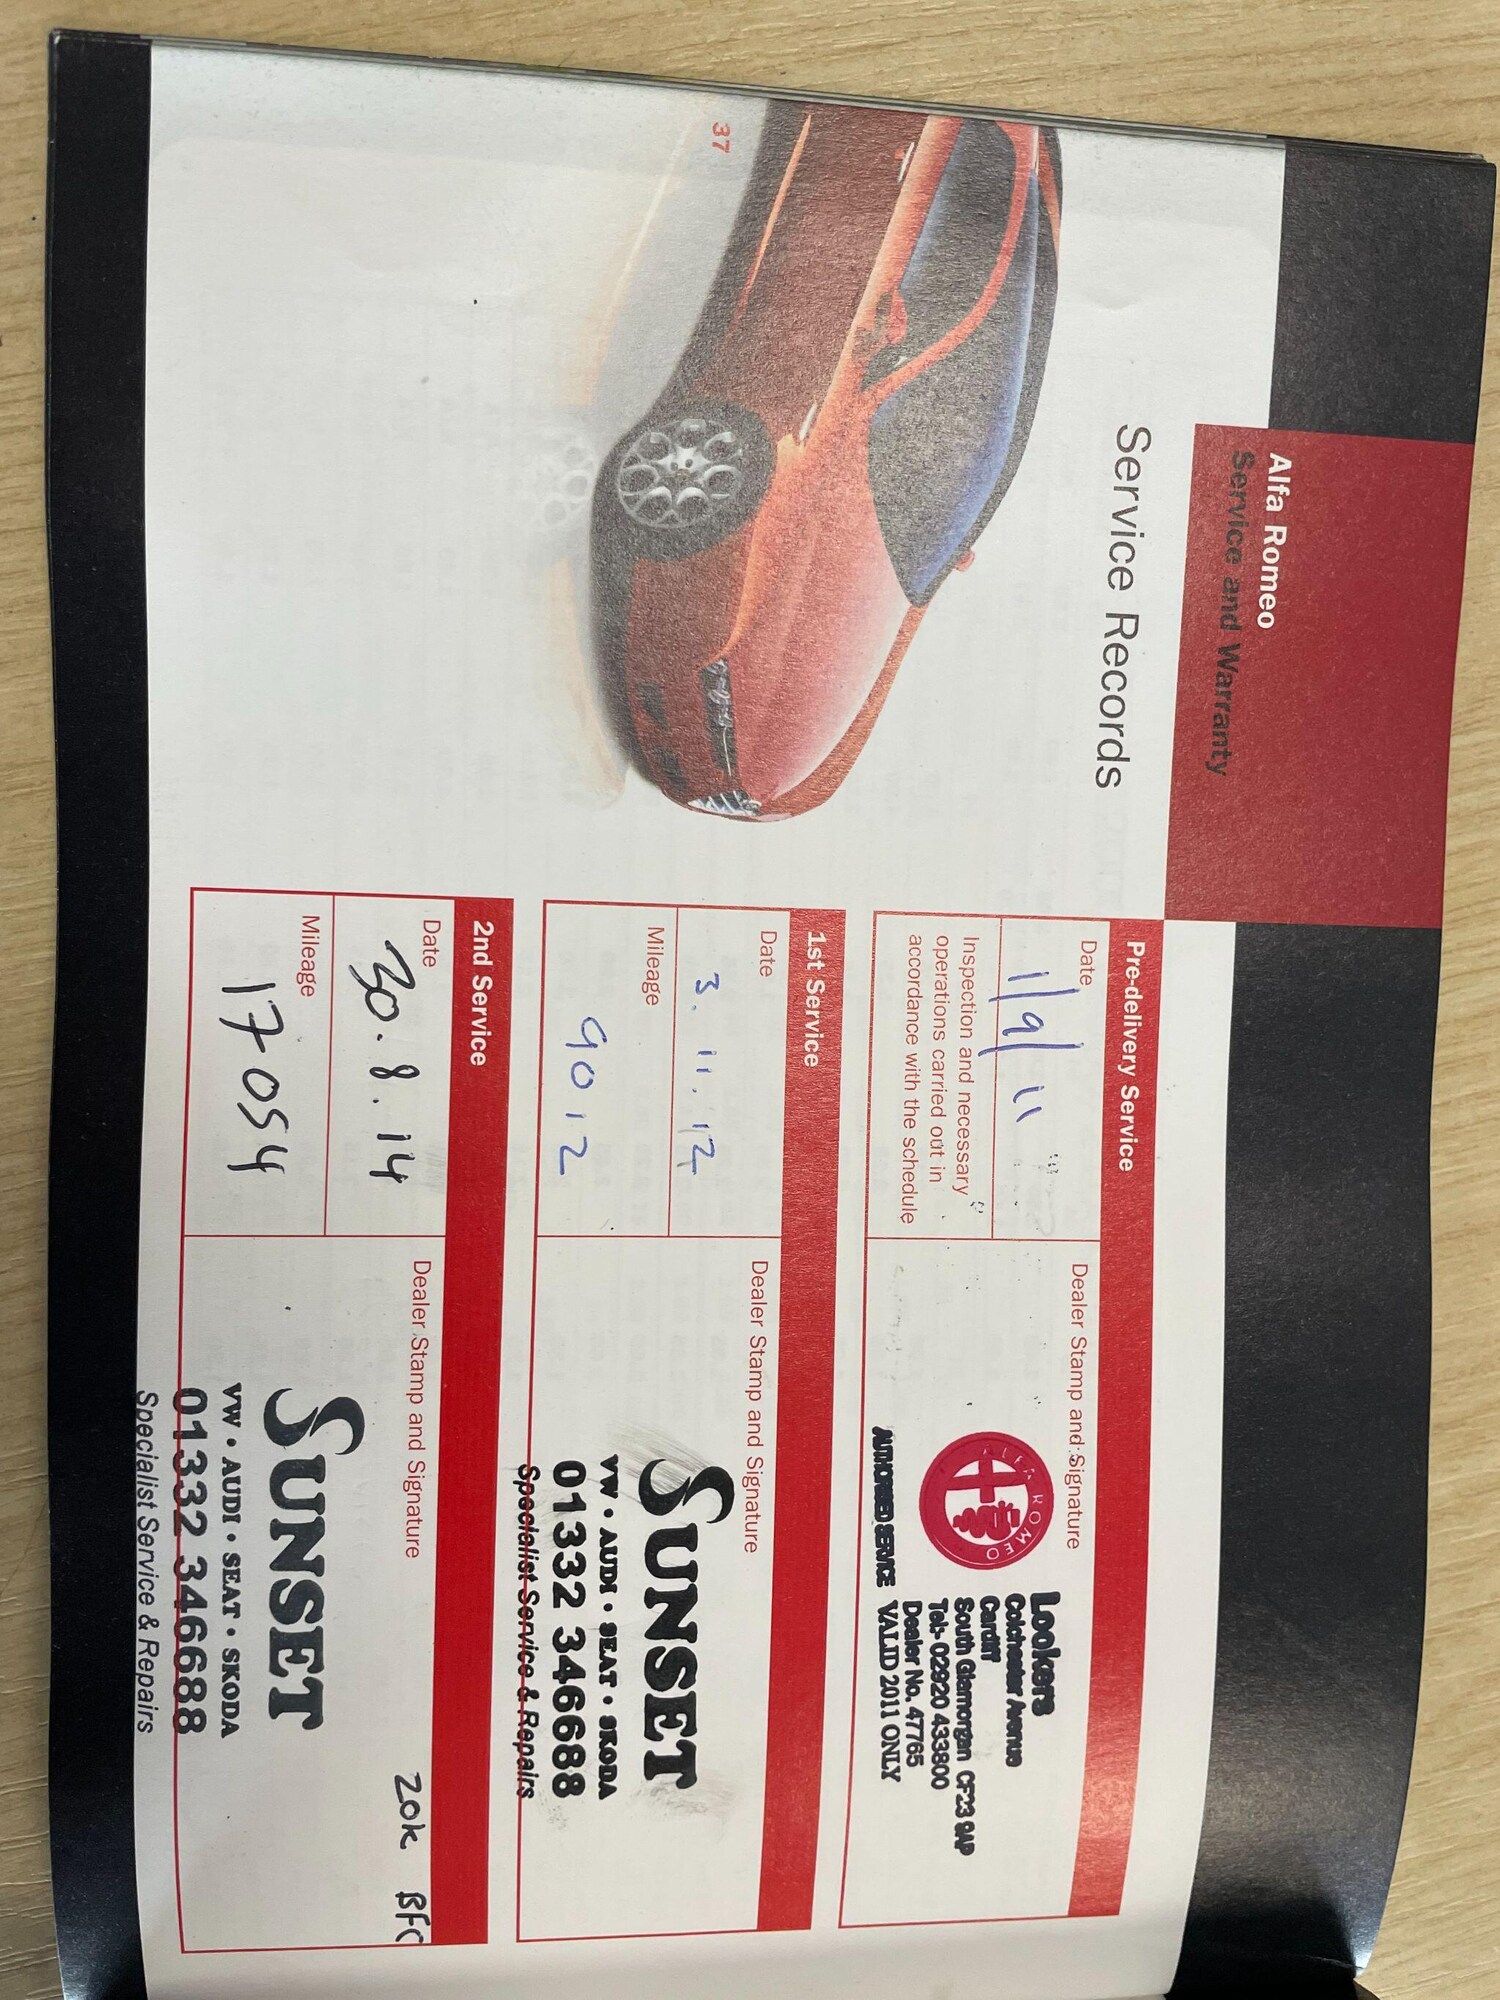 Alfa Romeo
Service and Warranty
Service Records
37
Pre-delivery Service
Date
1/9/11
Inspection and necessary
operations carried out in
accordance with the schedule
Dealer Stamp and Signature
ALFA ROMEO
AUTHORISED SERVICE
Lookers
Colchester Avenue
Cardiff
South Glamorgan CF23 9AP
Tel:- 02920 433800
Dealer No. 47765
VALID 2011 ONLY
1st Service
Date
3.11.12
Mileage
9012
Dealer Stamp and Signature
SUNSET
VW • AUDI • SEAT • SKODA
01332 346688
Specialist Service & Repairs
2nd Service
Date
30.8.14
Mileage
17054
Dealer Stamp and Signature
20k BFC
SUNSET
VW • AUDI • SEAT • SKODA
01332 346688
Specialist Service & Repairs